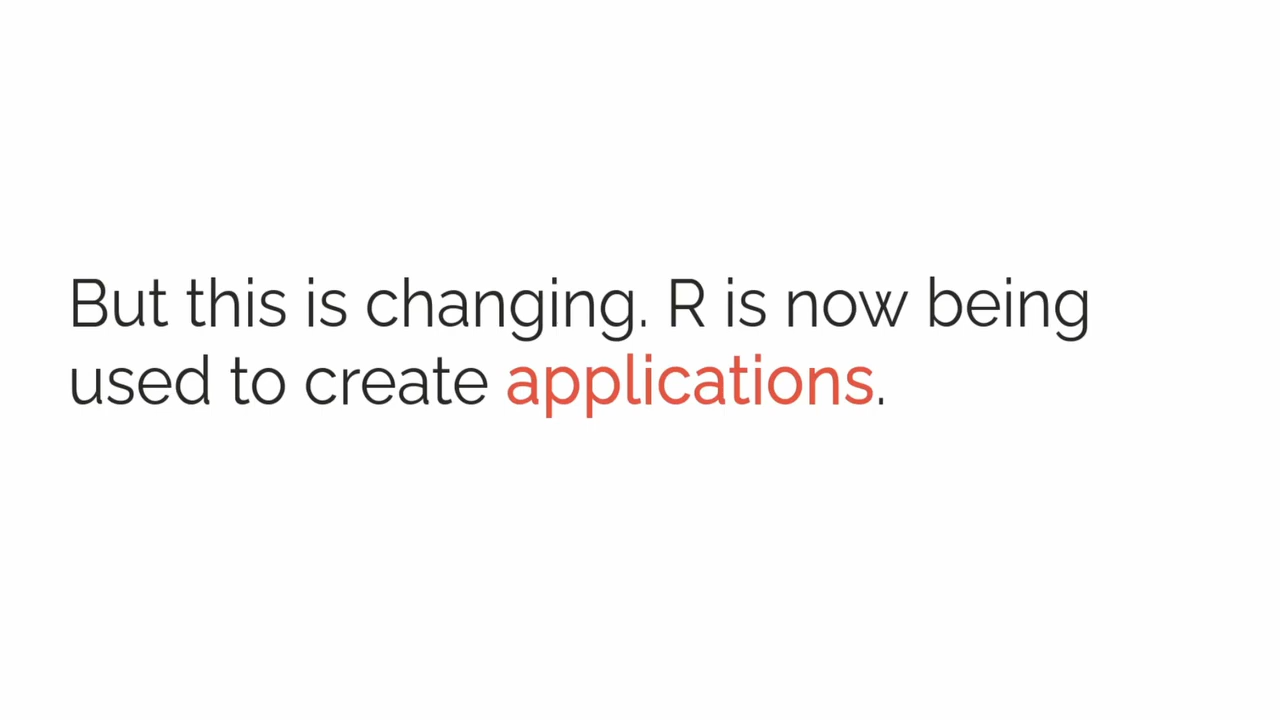 But this is changing. R is now being
used to create applications.